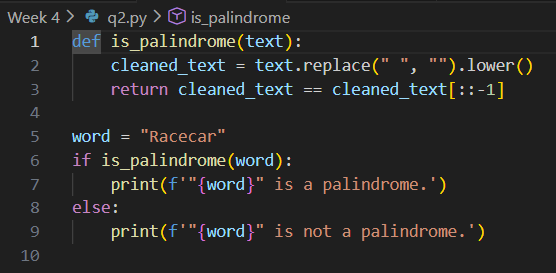 Week 4 > q2.py > is_palindrome
1 def is_palindrome(text):
2     cleaned_text = text.replace(" ", "").lower()
3     return cleaned_text == cleaned_text[::-1]
4
5 word = "Racecar"
6 if is_palindrome(word):
7     print(f'"{word}" is a palindrome.')
8 else:
9     print(f'"{word}" is not a palindrome.')
10